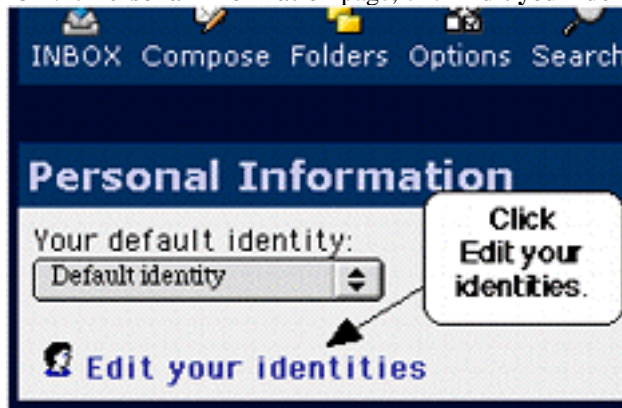 INBOX Compose Folders Options Search
Personal Information
Your default identity:
Default identity
Click
Edit your
identities.
Edit your identities